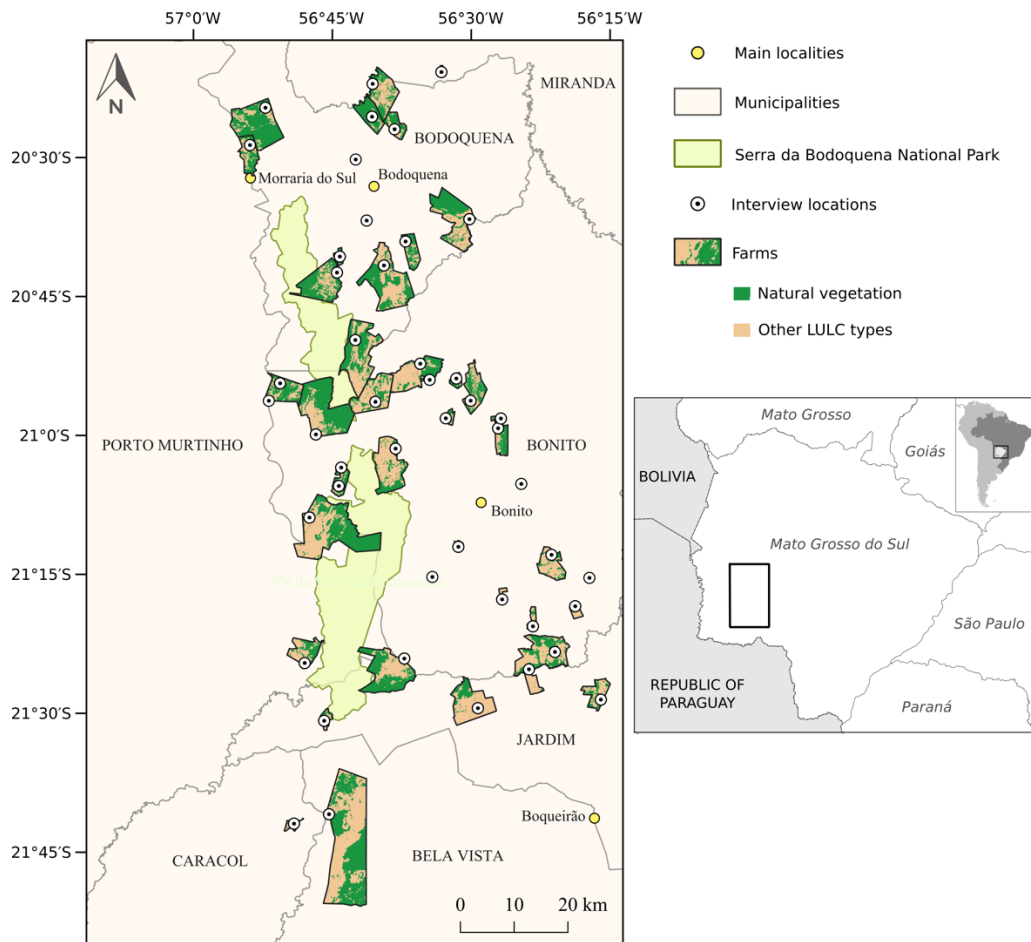 57°0′W
56°45′W
56°30′W
56°15′W
N
MIRANDA
BODOQUENA
20°30′S
Morraria do Sul
Bodoquena
20°45′S
21°0′S
PORTO MURTINHO
BONITO
Bonito
21°15′S
PN da
21°30′S
JARDIM
Boqueirão
21°45′S
CARACOL
BELA VISTA
0 10 20 km
Main localities
Municipalities
Serra da Bodoquena National Park
Interview locations
Farms
Natural vegetation
Other LULC types
Mato Grosso
Goiás
BOLIVIA
Mato Grosso do Sul
São Paulo
REPUBLIC OF
PARAGUAY
Paraná